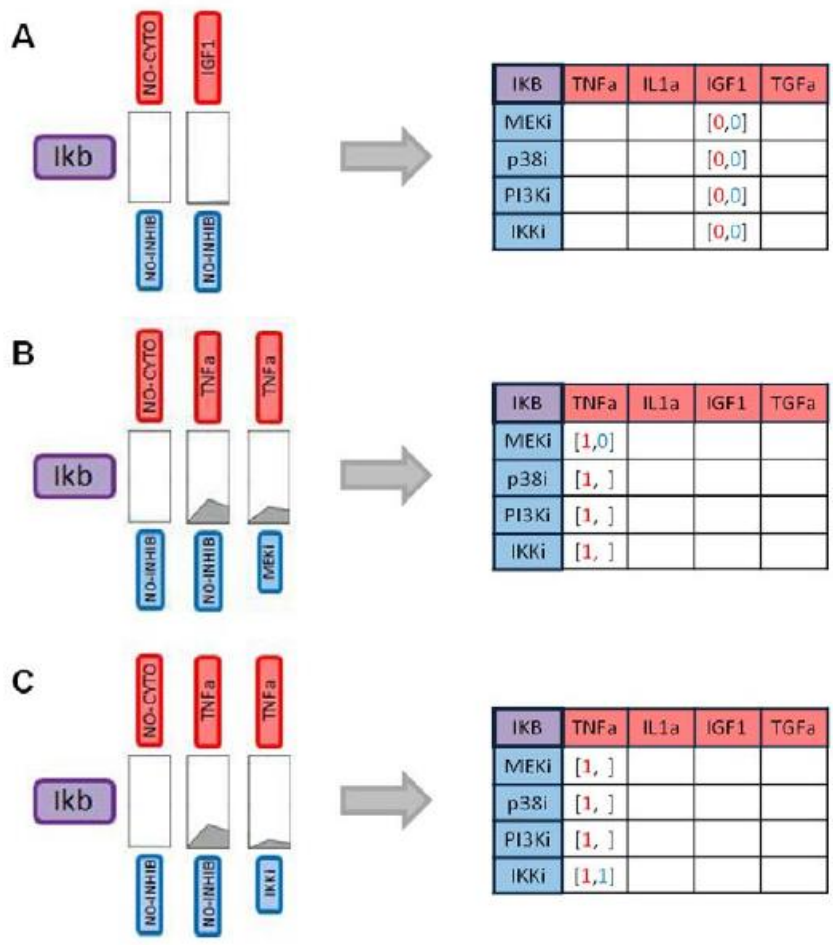 A
NO-CYTO IGF1
Ikb
NO-INHIB NO-INHIB
IKB TNFa IL1a IGF1 TGFa
MEKi [0,0]
p38i [0,0]
PI3Ki [0,0]
IKKi [0,0]
B
NO-CYTO TNFa TNFa
Ikb
NO-INHIB NO-INHIB MEKi
IKB TNFa IL1a IGF1 TGFa
MEKi [1,0]
p38i [1, ]
PI3Ki [1, ]
IKKi [1, ]
C
NO-CYTO TNFa TNFa
Ikb
NO-INHIB NO-INHIB IKKi
IKB TNFa IL1a IGF1 TGFa
MEKi [1, ]
p38i [1, ]
PI3Ki [1, ]
IKKi [1,1]